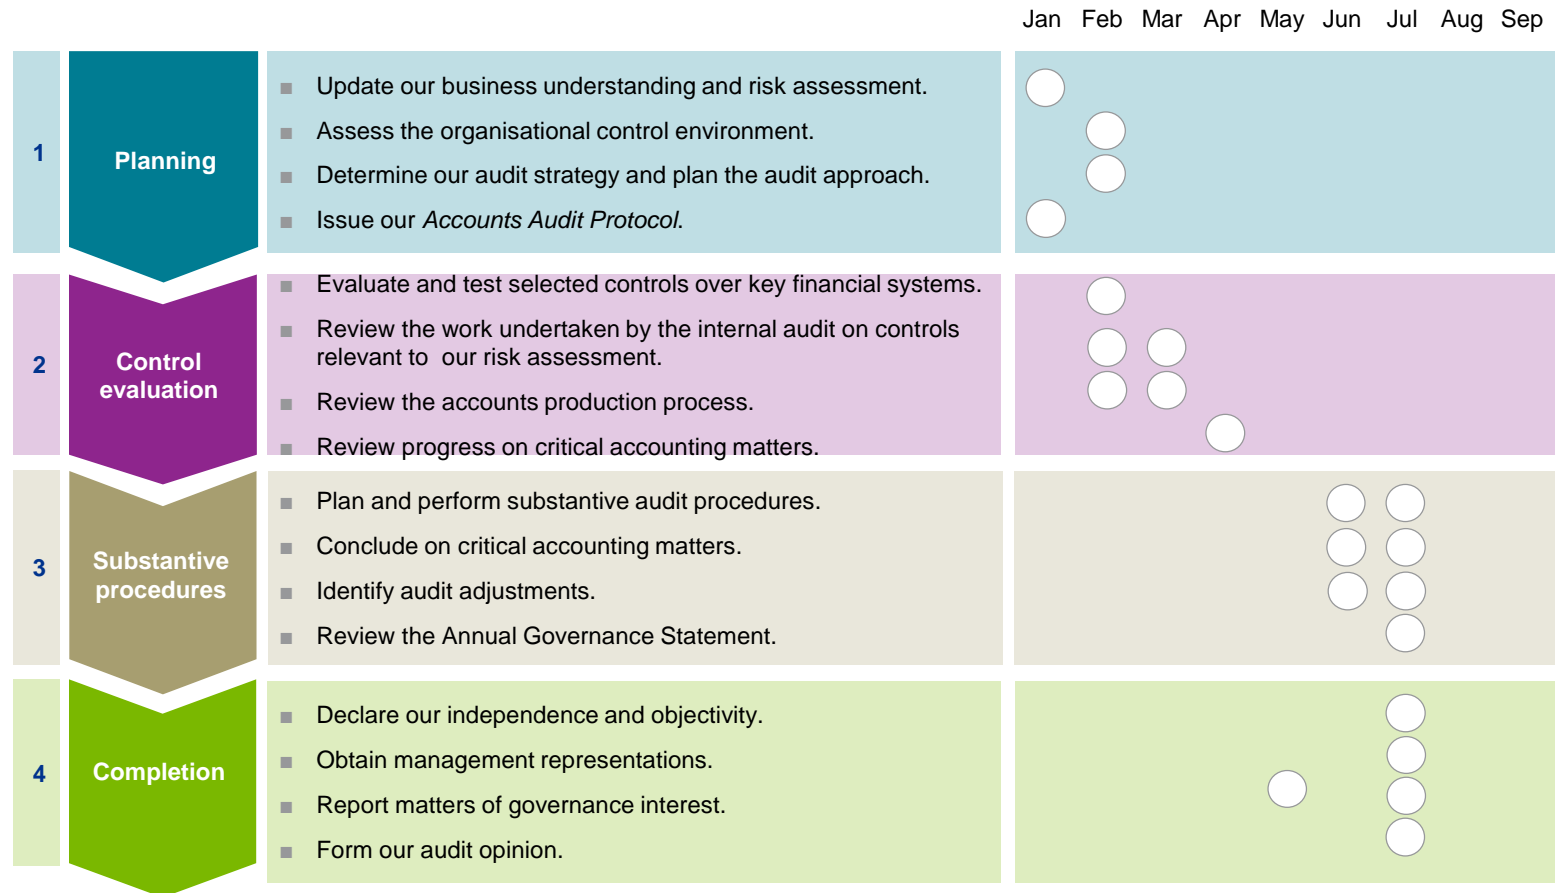 Jan Feb Mar Apr May Jun Jul Aug Sep
1
Planning
■ Update our business understanding and risk assessment.
■ Assess the organisational control environment.
■ Determine our audit strategy and plan the audit approach.
■ Issue our Accounts Audit Protocol.
2
Control
evaluation
■ Evaluate and test selected controls over key financial systems.
■ Review the work undertaken by the internal audit on controls
relevant to  our risk assessment.
■ Review the accounts production process.
■ Review progress on critical accounting matters.
3
Substantive
procedures
■ Plan and perform substantive audit procedures.
■ Conclude on critical accounting matters.
■ Identify audit adjustments.
■ Review the Annual Governance Statement.
4
Completion
■ Declare our independence and objectivity.
■ Obtain management representations.
■ Report matters of governance interest.
■ Form our audit opinion.